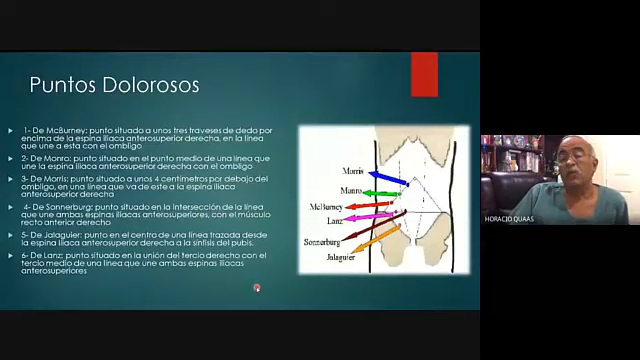 Puntos Dolorosos
1- De McBurney: punto situado a unos tres traveses de dedo por
encima de la espina ilíaca anterosuperior derecha, en la línea
que une a esta con el ombligo
2- De Monro: punto situado en el punto medio de una línea que
une la espina ilíaca anterosuperior derecha con el ombligo
3- De Morris: punto situado a unos 4 centímetros por debajo del
ombligo, en una línea que va de este a la espina ilíaca
anterosuperior derecha
4- De Sonnerburg: punto situado en la intersección de la línea
que une ambas espinas iliacas anterosuperiores, con el músculo
recto anterior derecho
5- De Jalaguier: punto en el centro de una línea trazada desde
la espina ilíaca anterosuperior derecha a la sínfisis del pubis.
6- De Lanz: punto situado en la unión del tercio derecho con el
tercio medio de una línea que une ambas espinas iliacas
anterosuperiores
Morris
Munro
McBurney
Lanz
Sonnerburg
Jalaguier
HORACIO QUAAS